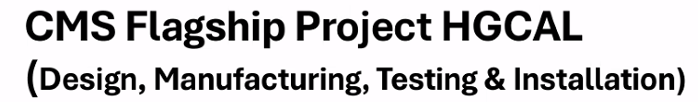 CMS Flagship Project HGCAL
(Design, Manufacturing, Testing & Installation)